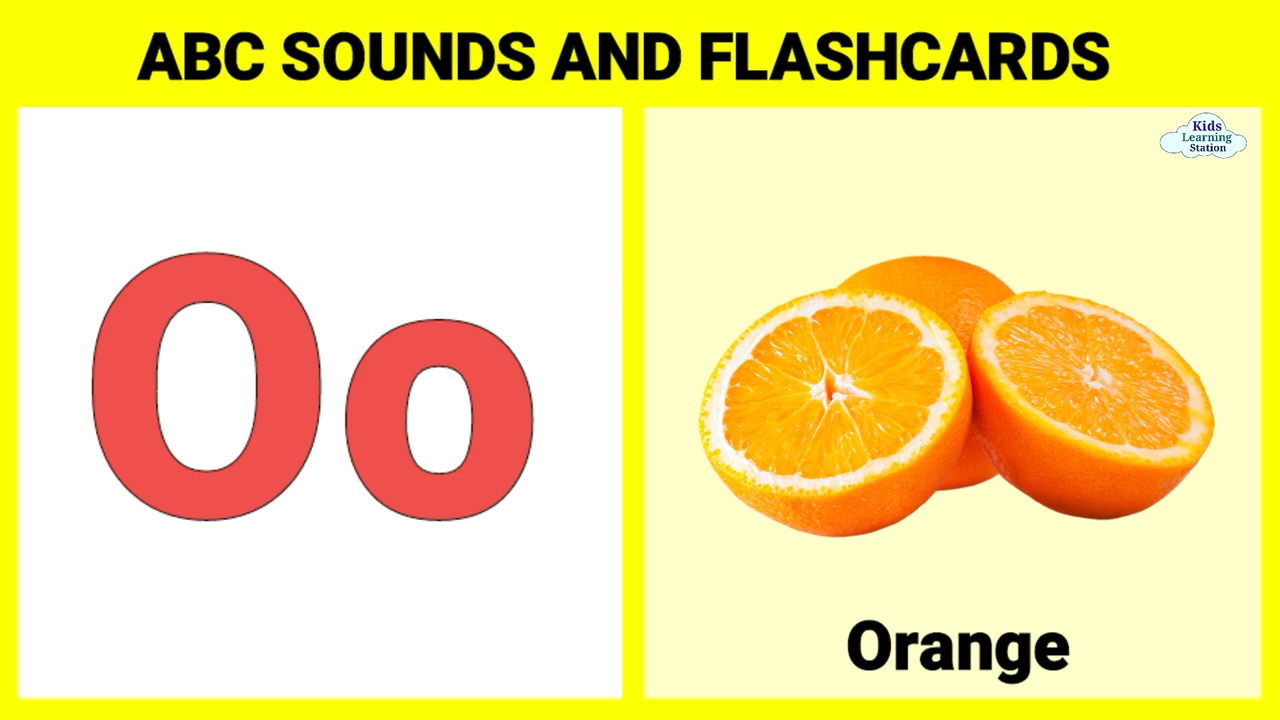 ABC SOUNDS AND FLASHCARDS
Oo
Kids
Learning
Station
Orange